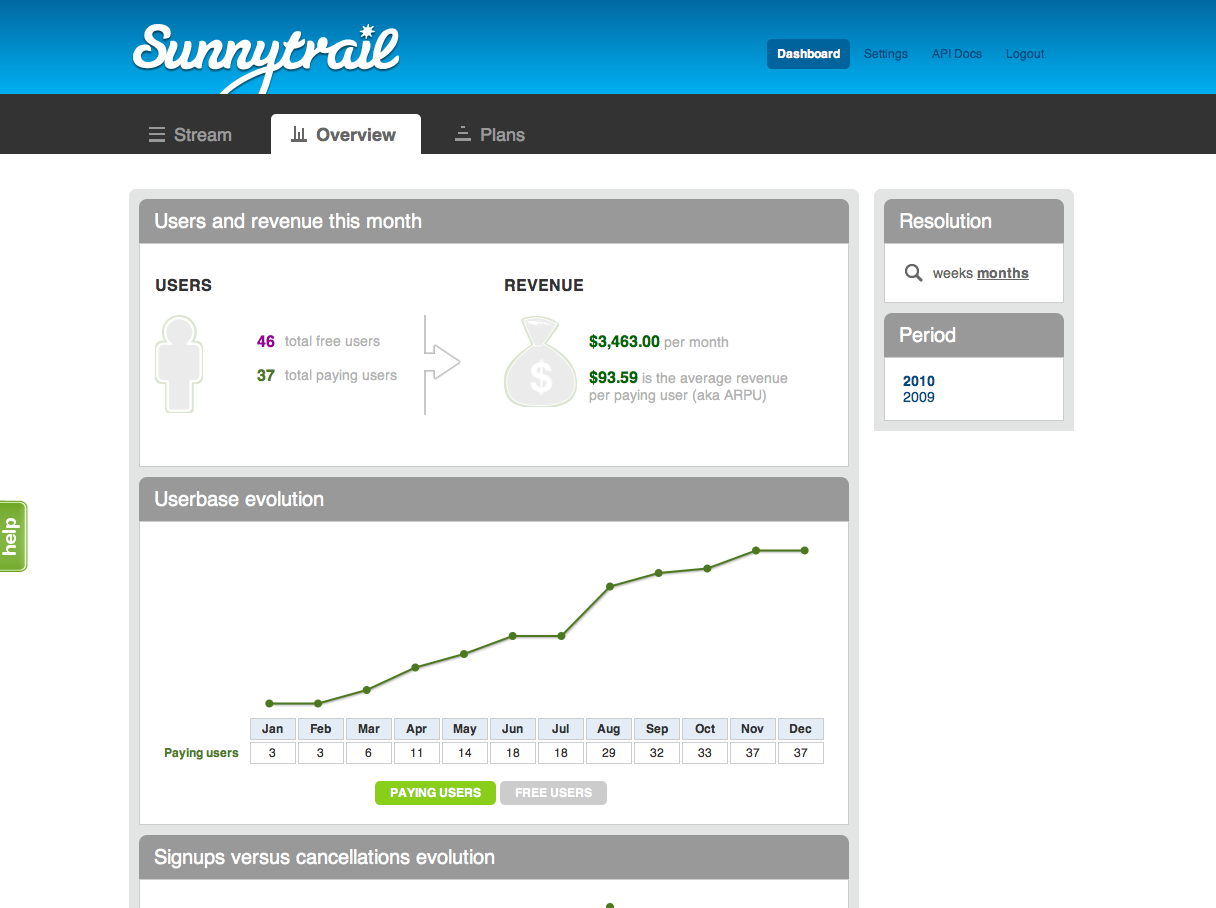 Sunnytrail
Dashboard Settings API Docs Logout
Stream Overview Plans
Users and revenue this month
USERS
46 total free users
37 total paying users
REVENUE
$
$3,463.00 per month
$93.59 is the average revenue
per paying user (aka ARPU)
Resolution
weeks months
Period
2010
2009
help
Userbase evolution
Jan Feb Mar Apr May Jun Jul Aug Sep Oct Nov Dec
Paying users 3 3 6 11 14 18 18 29 32 33 37 37
PAYING USERS FREE USERS
Signups versus cancellations evolution